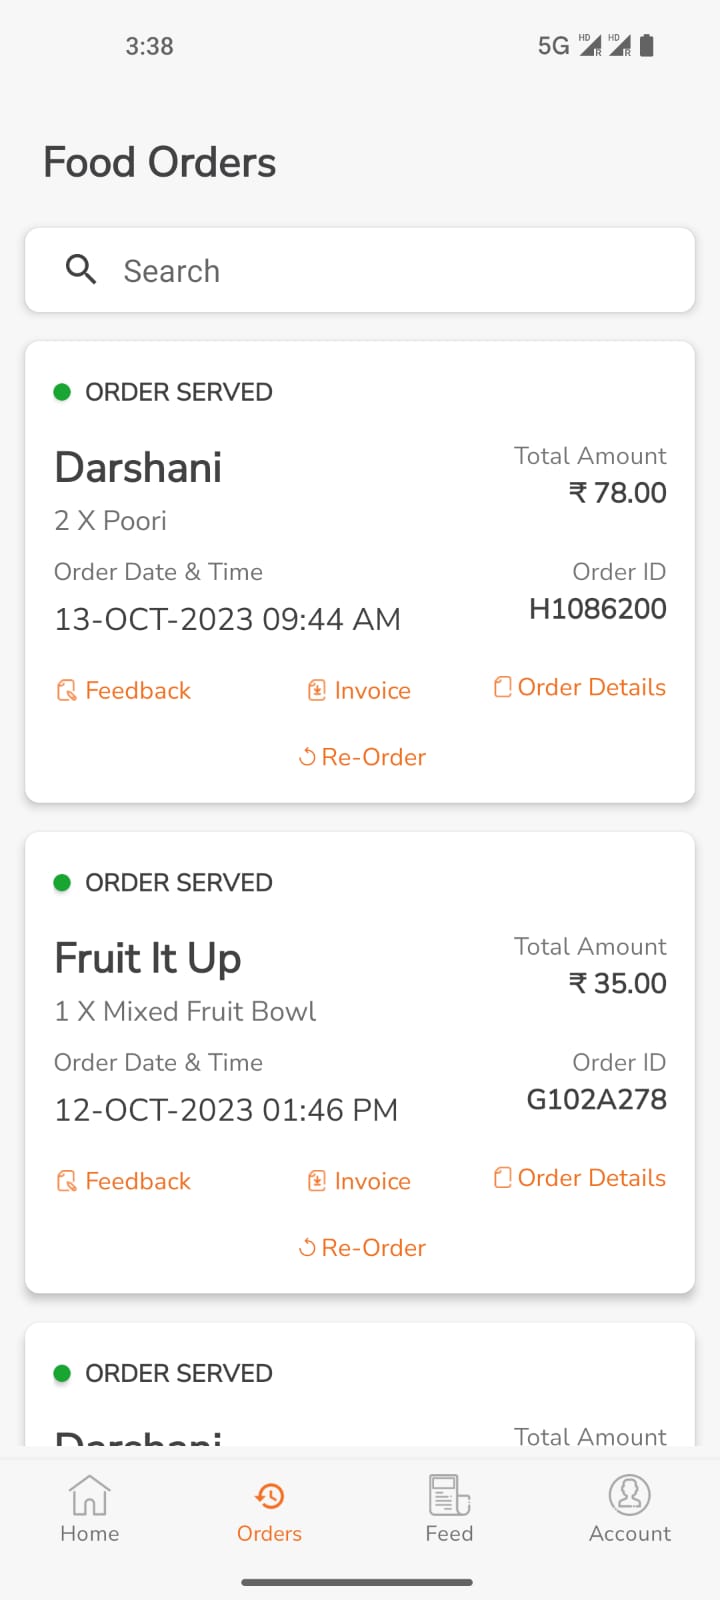 3:38
5G HD R HD R
Food Orders
Search
ORDER SERVED
Darshani
Total Amount
₹ 78.00
2 X Poori
Order Date & Time
Order ID
13-OCT-2023 09:44 AM
H1086200
Feedback
Invoice
Order Details
Re-Order
ORDER SERVED
Fruit It Up
Total Amount
₹ 35.00
1 X Mixed Fruit Bowl
Order Date & Time
Order ID
12-OCT-2023 01:46 PM
G102A278
Feedback
Invoice
Order Details
Re-Order
ORDER SERVED
Darshani
Total Amount
Home
Orders
Feed
Account